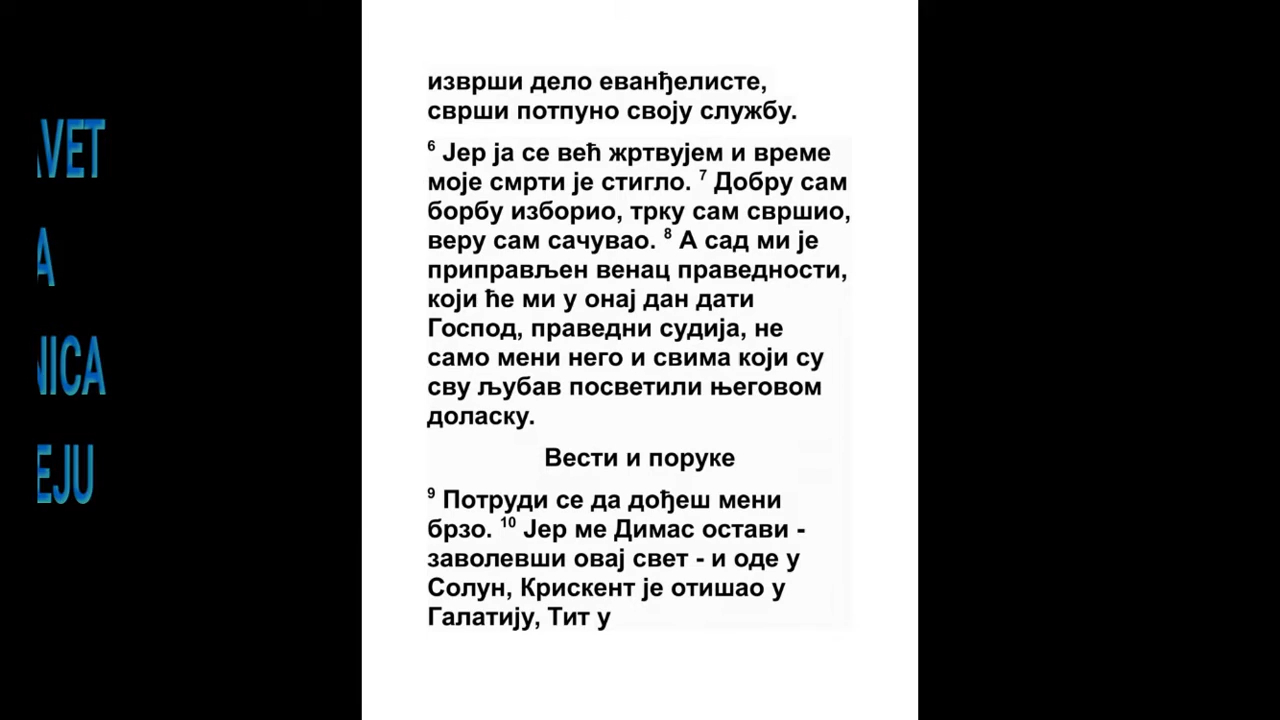 изврши дело еванђелисте,
сврши потпуно своју службу.
6 Јер ја се већ жртвујем и време
моје смрти је стигло. 7 Добру сам
борбу изборио, трку сам свршио,
веру сам сачувао. 8 А сад ми је
приправљен венац праведности,
који ће ми у онај дан дати
Господ, праведни судија, не
само мени него и свима који су
сву љубав посветили његовом
доласку.
Вести и поруке
9 Потруди се да дођеш мени
брзо. 10 Јер ме Димас остави -
заволевши овај свет - и оде у
Солун, Крискент је отишао у
Галатију, Тит у